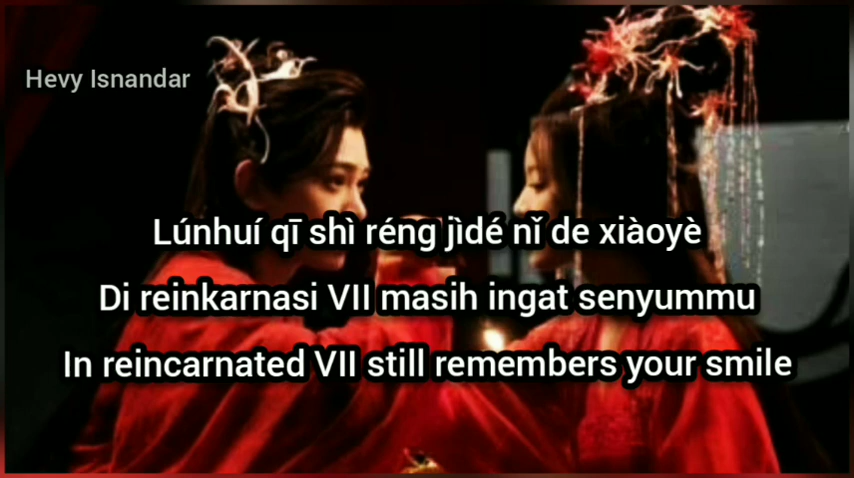 Hevy Isnandar
Lúnhuí qī shì réng jìdé nǐ de xiàoyè
Di reinkarnasi VII masih ingat senyummu
In reincarnated VII still remembers your smile